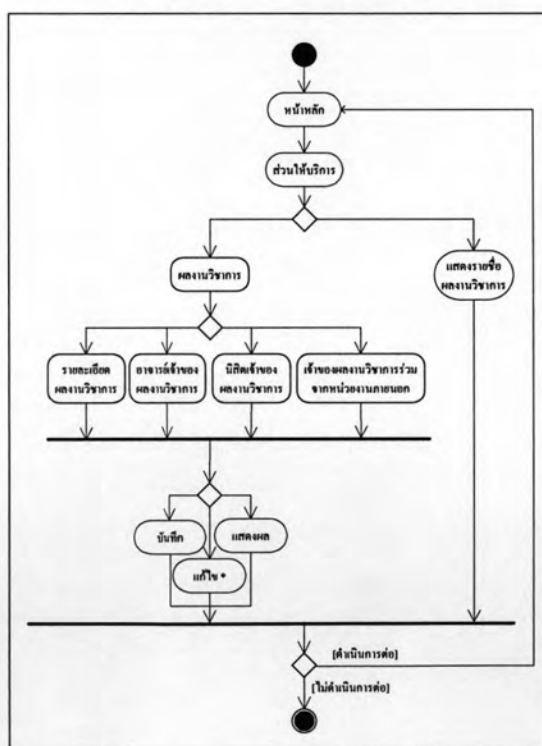 หน้าหลัก
ส่วนให้บริการ
ผลงานวิชาการ
แสดงรายชื่อ
ผลงานวิชาการ
รายละเอียด
ผลงานวิชาการ
อาจารย์เจ้าของ
ผลงานวิชาการ
นิสิตเจ้าของ
ผลงานวิชาการ
เจ้าของผลงานวิชาการร่วม
จากหน่วยงานภายนอก
บันทึก
แสดงผล
แก้ไข *
[ดำเนินการต่อ]
[ไม่ดำเนินการต่อ]